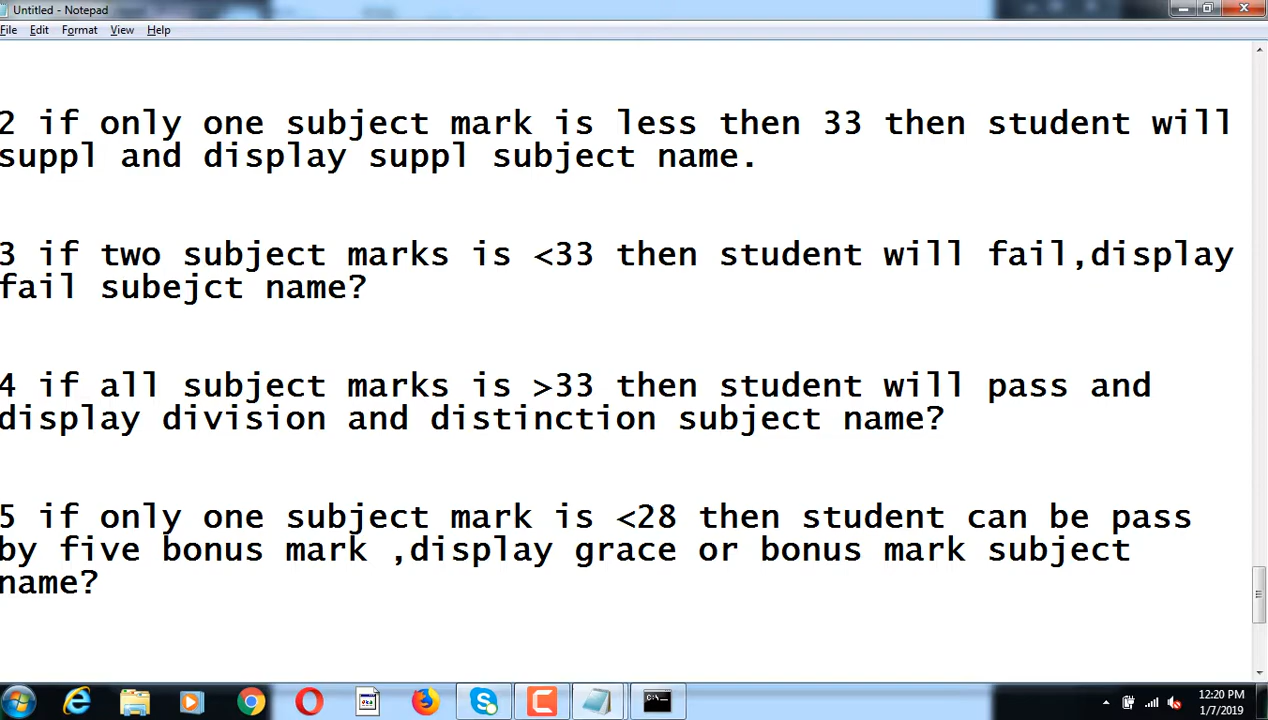 Untitled - Notepad
File Edit Format View Help
2 if only one subject mark is less then 33 then student will
suppl and display suppl subject name.
3 if two subject marks is <33 then student will fail,display
fail subejct name?
4 if all subject marks is >33 then student will pass and
display division and distinction subject name?
5 if only one subject mark is <28 then student can be pass
by five bonus mark ,display grace or bonus mark subject
name?
12:20 PM
1/7/2019